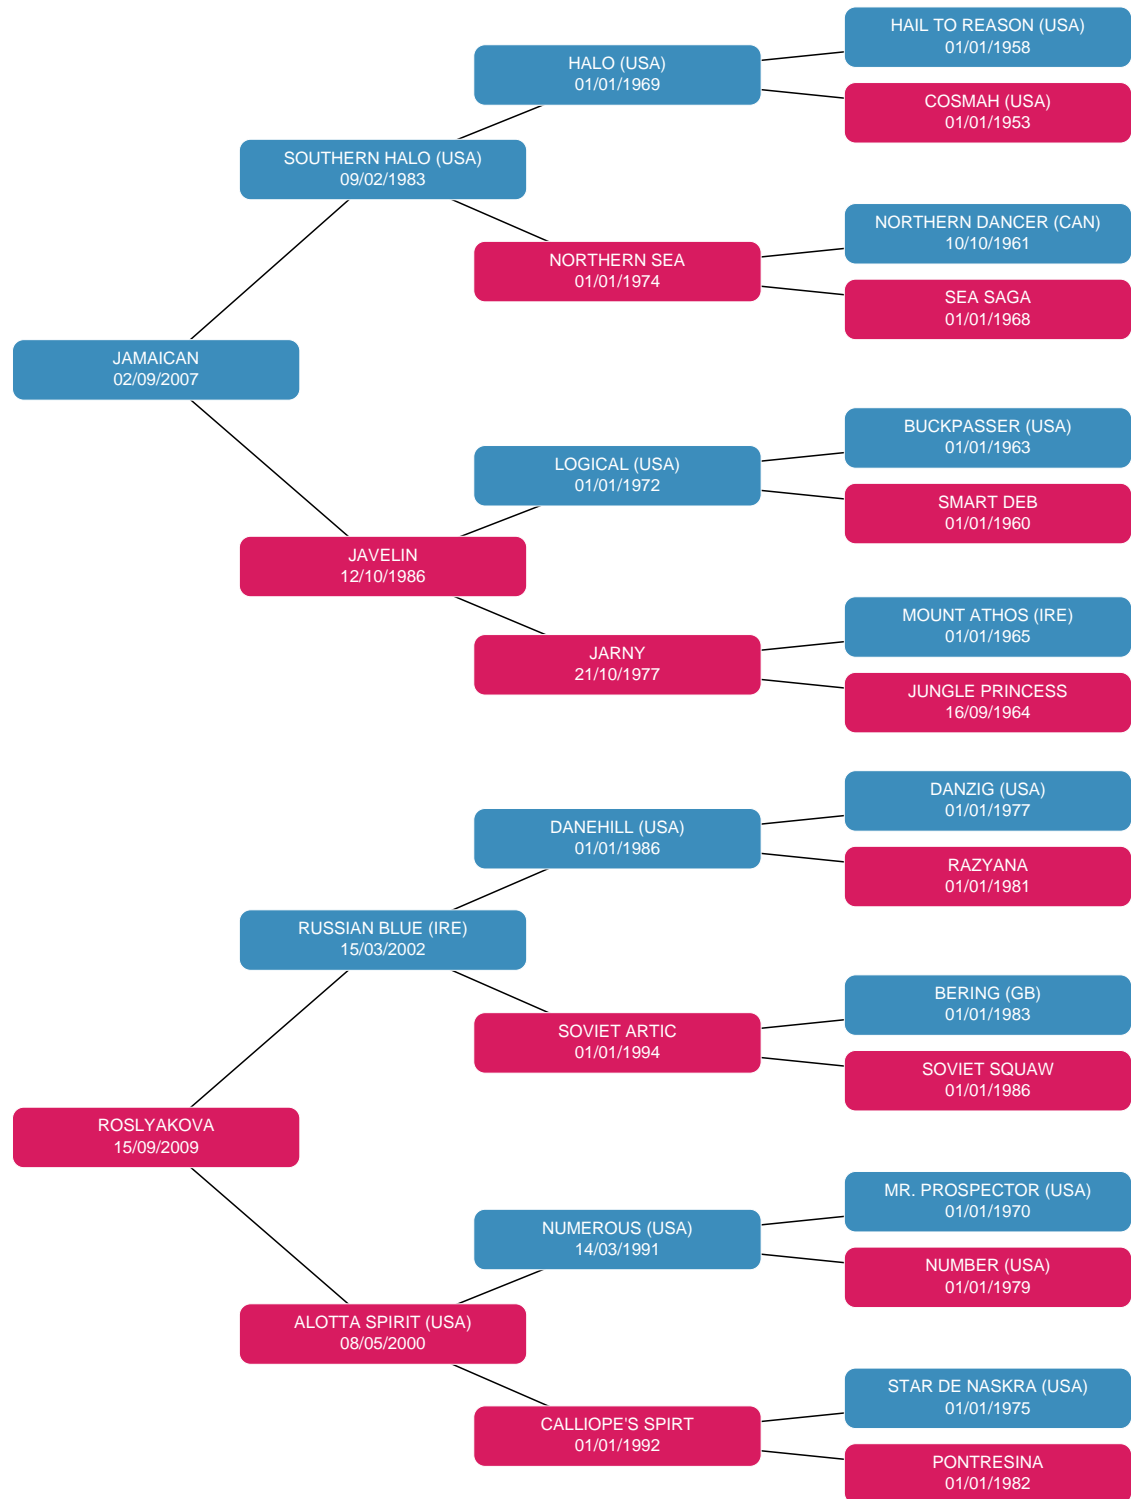 HAIL TO REASON (USA)
01/01/1958
HALO (USA)
01/01/1969
COSMAH (USA)
01/01/1953
SOUTHERN HALO (USA)
09/02/1983
NORTHERN DANCER (CAN)
10/10/1961
NORTHERN SEA
01/01/1974
SEA SAGA
01/01/1968
JAMAICAN
02/09/2007
BUCKPASSER (USA)
01/01/1963
LOGICAL (USA)
01/01/1972
SMART DEB
01/01/1960
JAVELIN
12/10/1986
MOUNT ATHOS (IRE)
01/01/1965
JARNY
21/10/1977
JUNGLE PRINCESS
16/09/1964
DANZIG (USA)
01/01/1977
DANEHILL (USA)
01/01/1986
RAZYANA
01/01/1981
RUSSIAN BLUE (IRE)
15/03/2002
BERING (GB)
01/01/1983
SOVIET ARTIC
01/01/1994
SOVIET SQUAW
01/01/1986
ROSLYAKOVA
15/09/2009
MR. PROSPECTOR (USA)
01/01/1970
NUMEROUS (USA)
14/03/1991
NUMBER (USA)
01/01/1979
ALOTTA SPIRIT (USA)
08/05/2000
STAR DE NASKRA (USA)
01/01/1975
CALLIOPE'S SPIRT
01/01/1992
PONTRESINA
01/01/1982